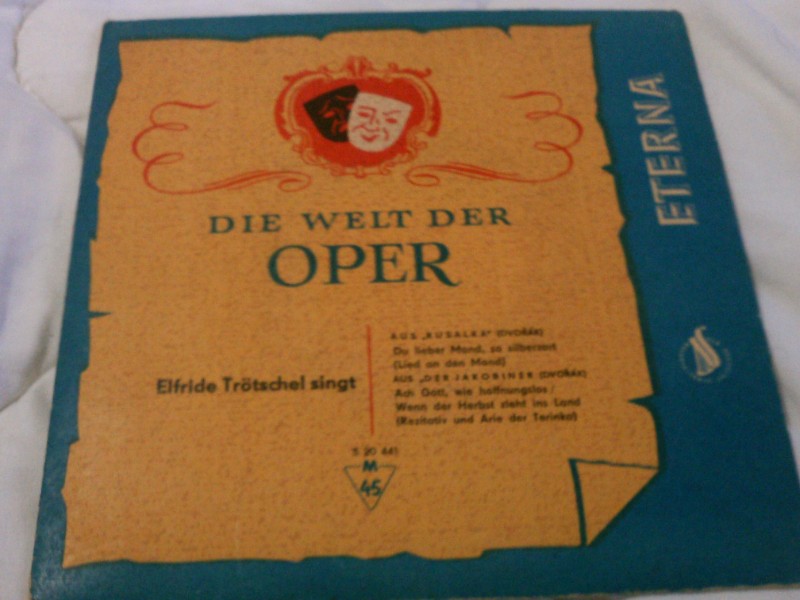 DIE WELT DER
OPER
ETERNA
Elfride Trötschel singt
AUS „RUSALKA" (DVOŘÁK)
Du lieber Mond, so silberzart
(Lied an den Mond)
AUS „DER JAKOBINER (DVOŘÁK)
Ach Gott, wie hoffnungslos /
Wenn der Herbst zieht ins Land
(Rezitativ und Arie der Terinka)
5 20 441
M
45